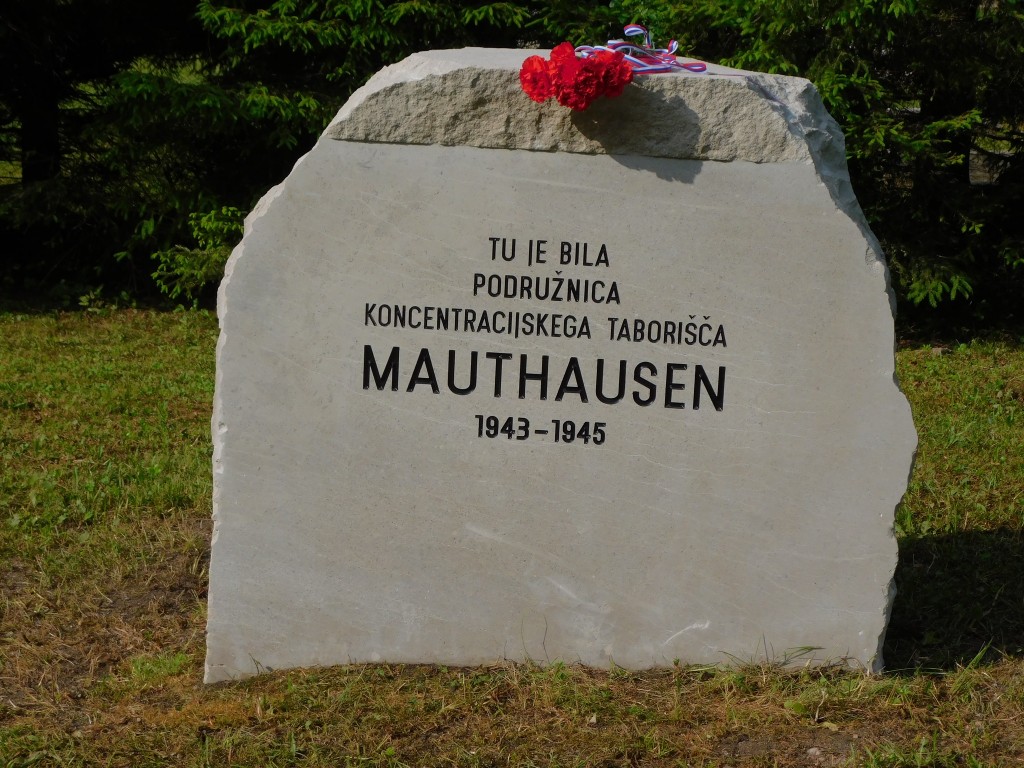 TU JE BILA
PODRUŽNICA
KONCENTRACIJSKEGA TABORIŠČA
MAUTHAUSEN
1943-1945